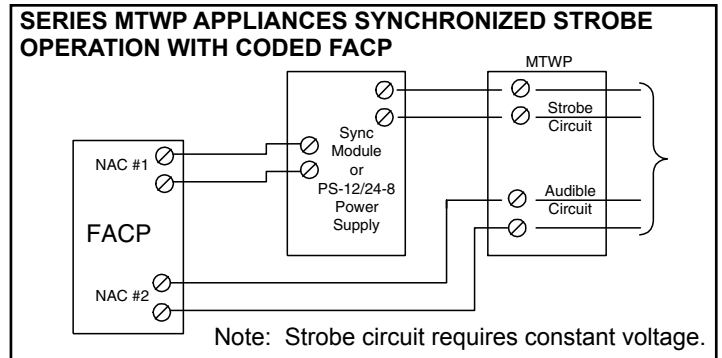 SERIES MTWP APPLIANCES SYNCHRONIZED STROBE
OPERATION WITH CODED FACP
MTWP
Strobe
Circuit
Sync
Module
or
PS-12/24-8
Power
Supply
NAC #1
Audible
Circuit
FACP
NAC #2
Note: Strobe circuit requires constant voltage.